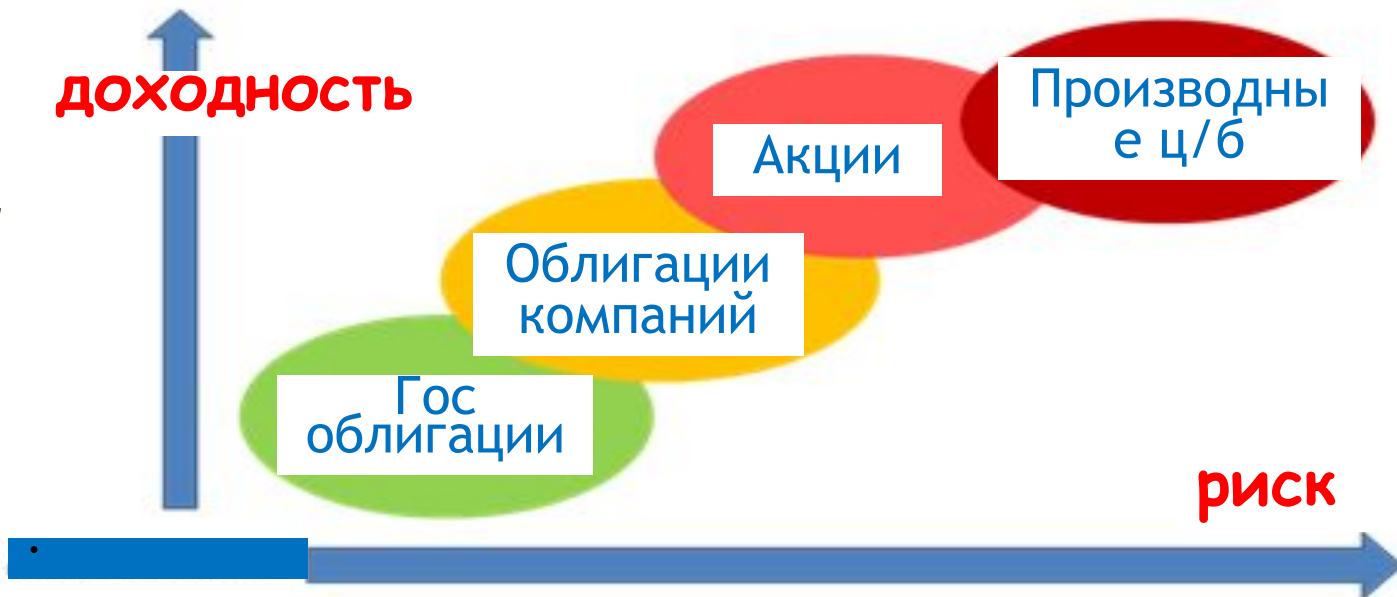 доходность
Производны
е ц/б
Акции
Облигации
компаний
Гос
облигации
риск
•